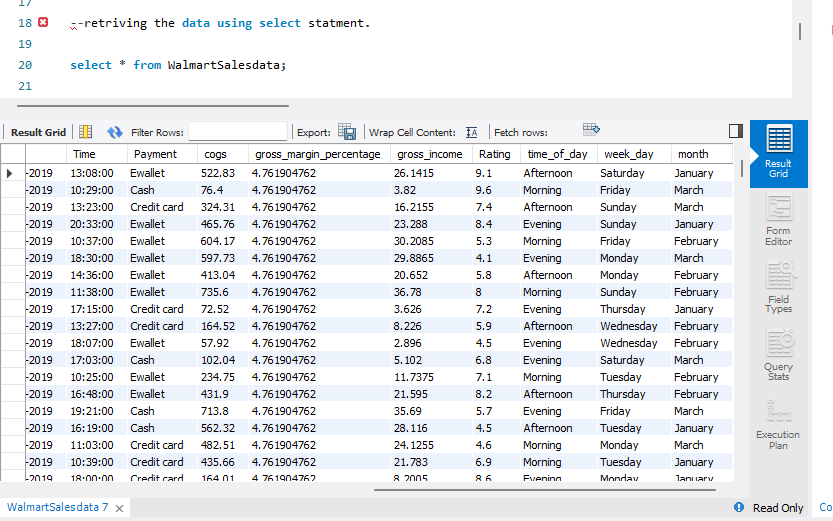 17
18 --retriving the data using select statment.
19
20 select * from WalmartSalesdata;
21
Result Grid Filter Rows: Export: Wrap Cell Content: Fetch rows:
Time Payment cogs gross_margin_percentage gross_income Rating time_of_day week_day month
-2019 13:08:00 Ewallet 522.83 4.761904762 26.1415 9.1 Afternoon Saturday January
-2019 10:29:00 Cash 76.4 4.761904762 3.82 9.6 Morning Friday March
-2019 13:23:00 Credit card 324.31 4.761904762 16.2155 7.4 Afternoon Sunday March
-2019 20:33:00 Ewallet 465.76 4.761904762 23.288 8.4 Evening Sunday January
-2019 10:37:00 Ewallet 604.17 4.761904762 30.2085 5.3 Morning Friday February
-2019 18:30:00 Ewallet 597.73 4.761904762 29.8865 4.1 Evening Monday March
-2019 14:36:00 Ewallet 413.04 4.761904762 20.652 5.8 Afternoon Monday February
-2019 11:38:00 Ewallet 735.6 4.761904762 36.78 8 Morning Sunday February
-2019 17:15:00 Credit card 72.52 4.761904762 3.626 7.2 Evening Thursday January
-2019 13:27:00 Credit card 164.52 4.761904762 8.226 5.9 Afternoon Wednesday February
-2019 18:07:00 Ewallet 57.92 4.761904762 2.896 4.5 Evening Wednesday February
-2019 17:03:00 Cash 102.04 4.761904762 5.102 6.8 Evening Saturday March
-2019 10:25:00 Ewallet 234.75 4.761904762 11.7375 7.1 Morning Tuesday February
-2019 16:48:00 Ewallet 431.9 4.761904762 21.595 8.2 Afternoon Thursday February
-2019 19:21:00 Cash 713.8 4.761904762 35.69 5.7 Evening Friday March
-2019 16:19:00 Cash 562.32 4.761904762 28.116 4.5 Afternoon Tuesday January
-2019 11:03:00 Credit card 482.51 4.761904762 24.1255 4.6 Morning Monday March
-2019 10:39:00 Credit card 435.66 4.761904762 21.783 6.9 Morning Tuesday January
-2019 18:00:00 Credit card 164.01 4.761904762 8.2005 8.6 Evening Monday January
Result
Grid
Form
Editor
Field
Types
Query
Stats
Execution
Plan
WalmartSalesdata 7
Read Only
Co